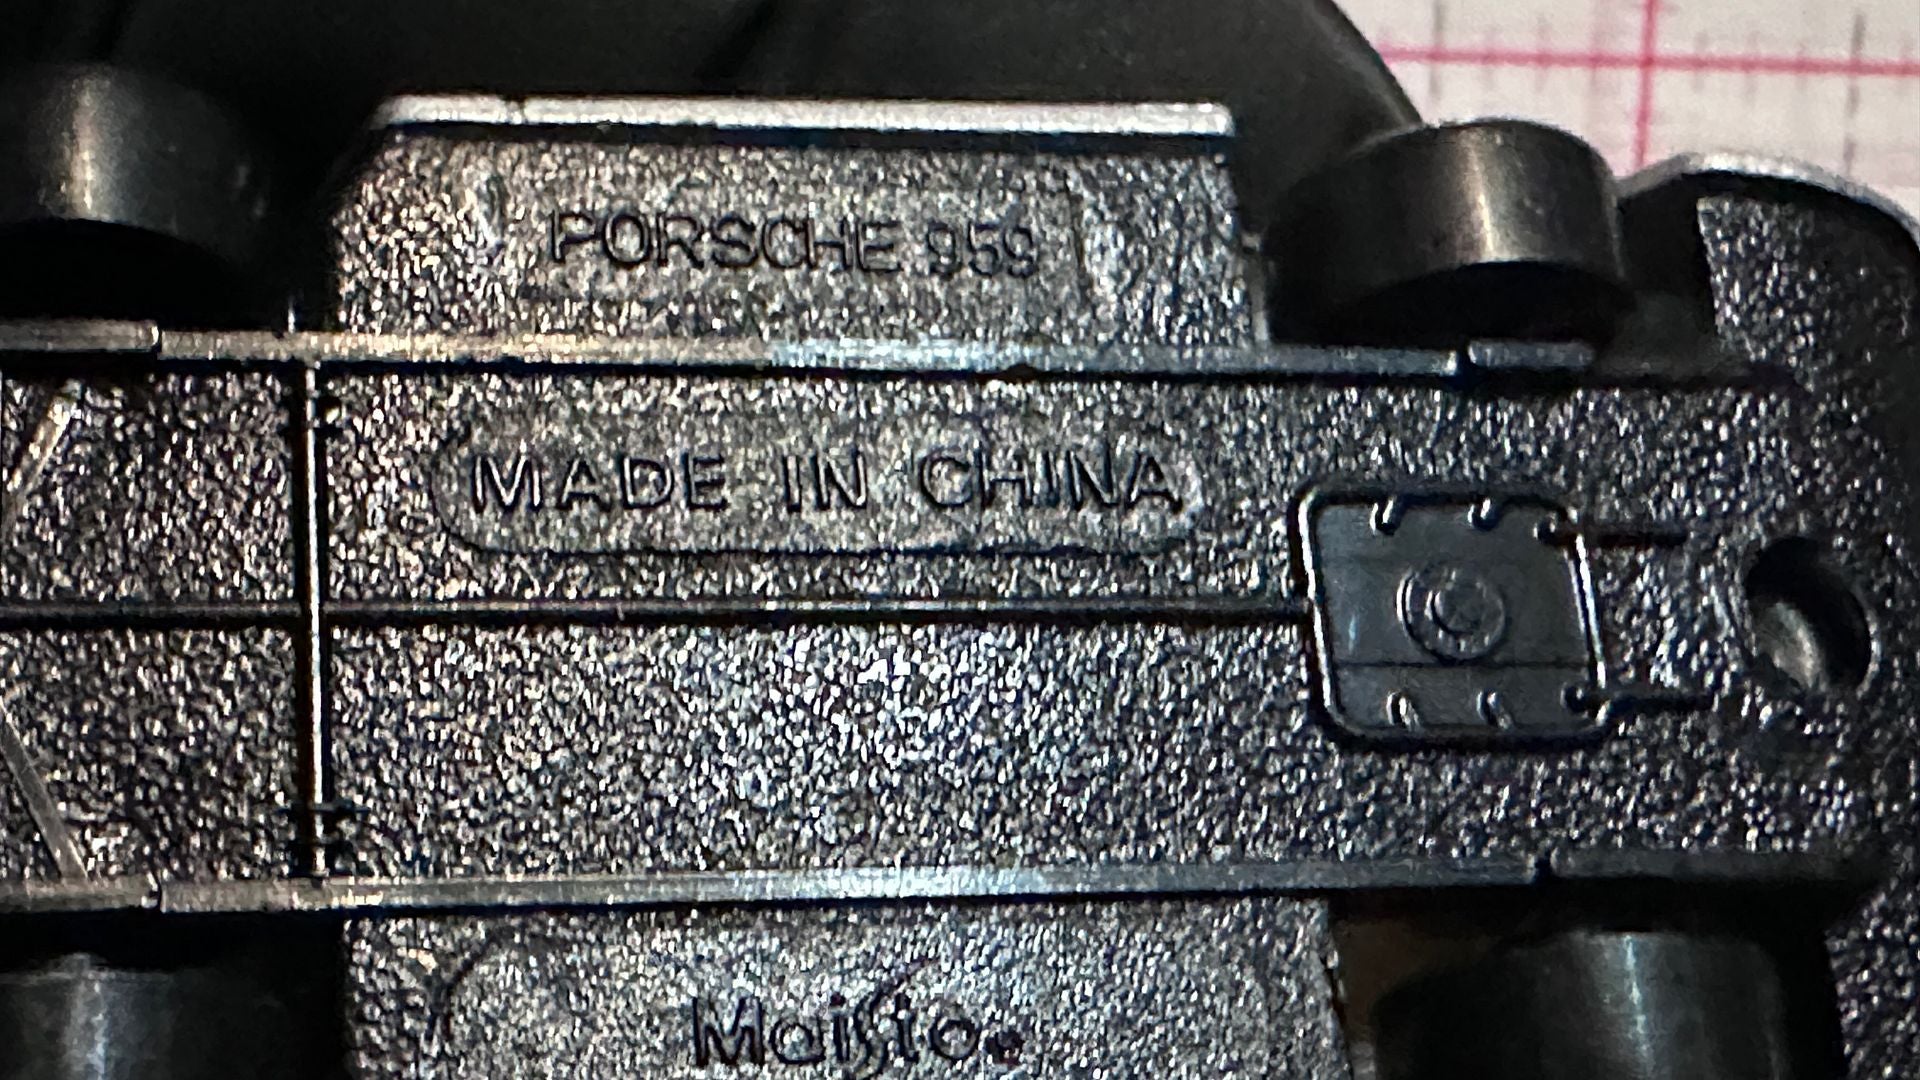 PORSCHE 959
MADE IN CHINA
Maisto